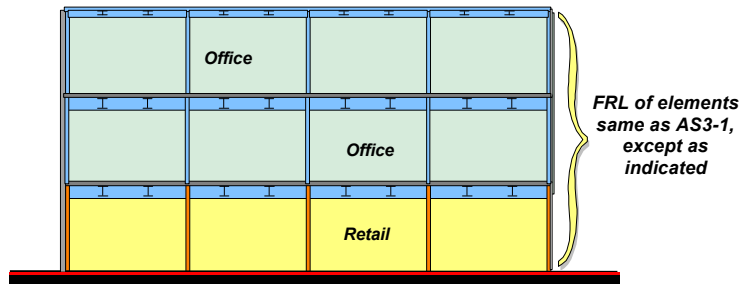 Office
FRL of elements
same as AS3-1,
except as
indicated
Office
Retail